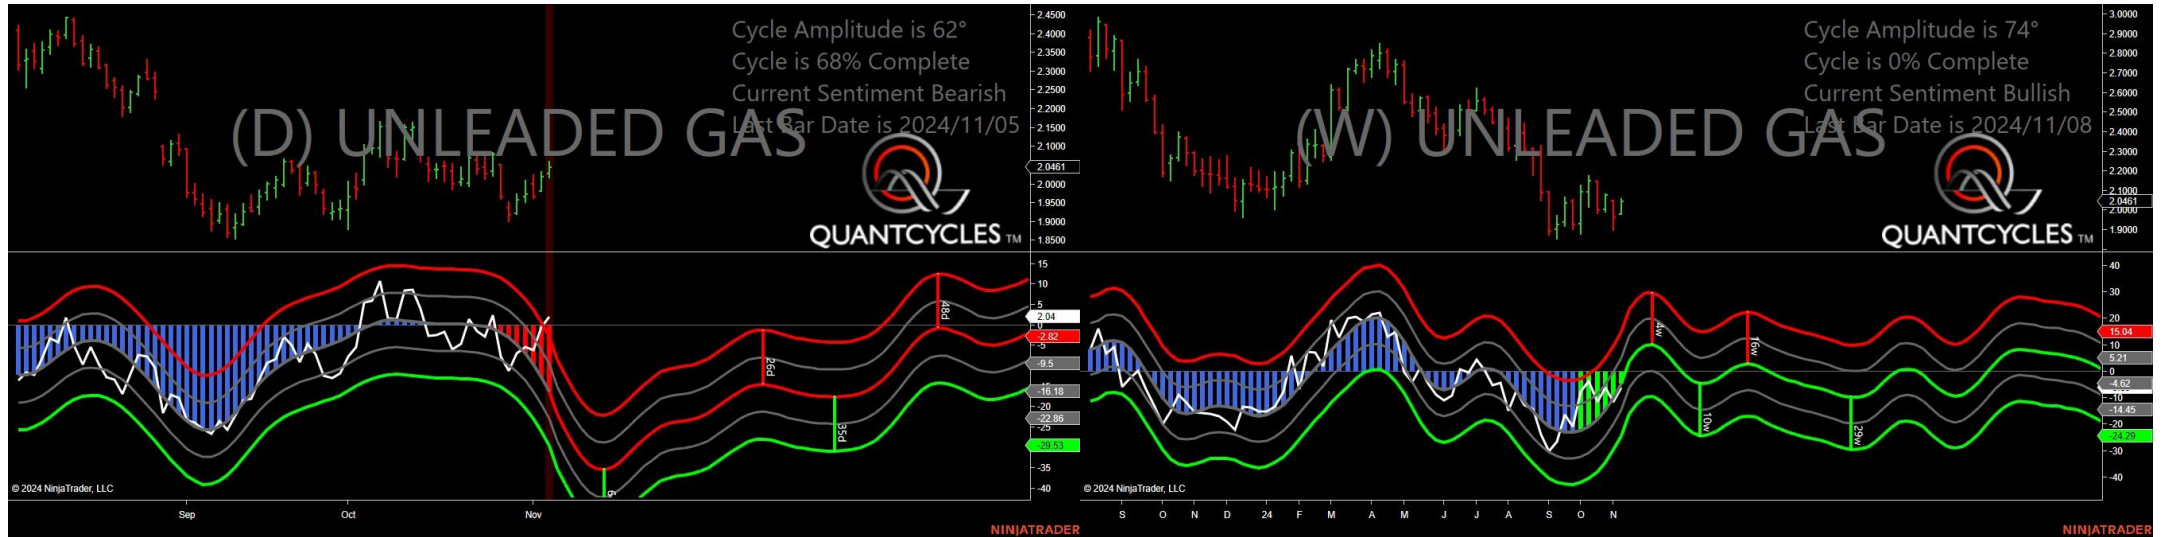 Cycle Amplitude is 62°
Cycle is 68% Complete
Current Sentiment Bearish
Last Bar Date is 2024/11/05
(D) UNLEADED GAS
QUANTCYCLES TM
2.4500
2.4000
2.3500
2.3000
2.2500
2.2000
2.1500
2.1000
2.0461
2.0000
1.9500
1.9000
1.8500
15
10
5
2.04
0
-2.82
-5
-9.5
-16.18
-20
-22.86
-25
-29.53
-35
-40
26d
35d
48d
© 2024 NinjaTrader, LLC
Sep
Oct
Nov
NINJATRADER
Cycle Amplitude is 74°
Cycle is 0% Complete
Current Sentiment Bullish
Last Bar Date is 2024/11/08
(W) UNLEADED GAS
QUANTCYCLES TM
3.0000
2.9000
2.8000
2.7000
2.6000
2.5000
2.4000
2.3000
2.2000
2.1000
2.0461
2.0000
1.9000
40
30
20
15.04
10
5.21
0
-4.62
-10
-14.45
-20
-24.29
-30
-40
4w
16w
10w
29w
© 2024 NinjaTrader, LLC
S O N D 24 F M A M J J A S O N
NINJATRADER